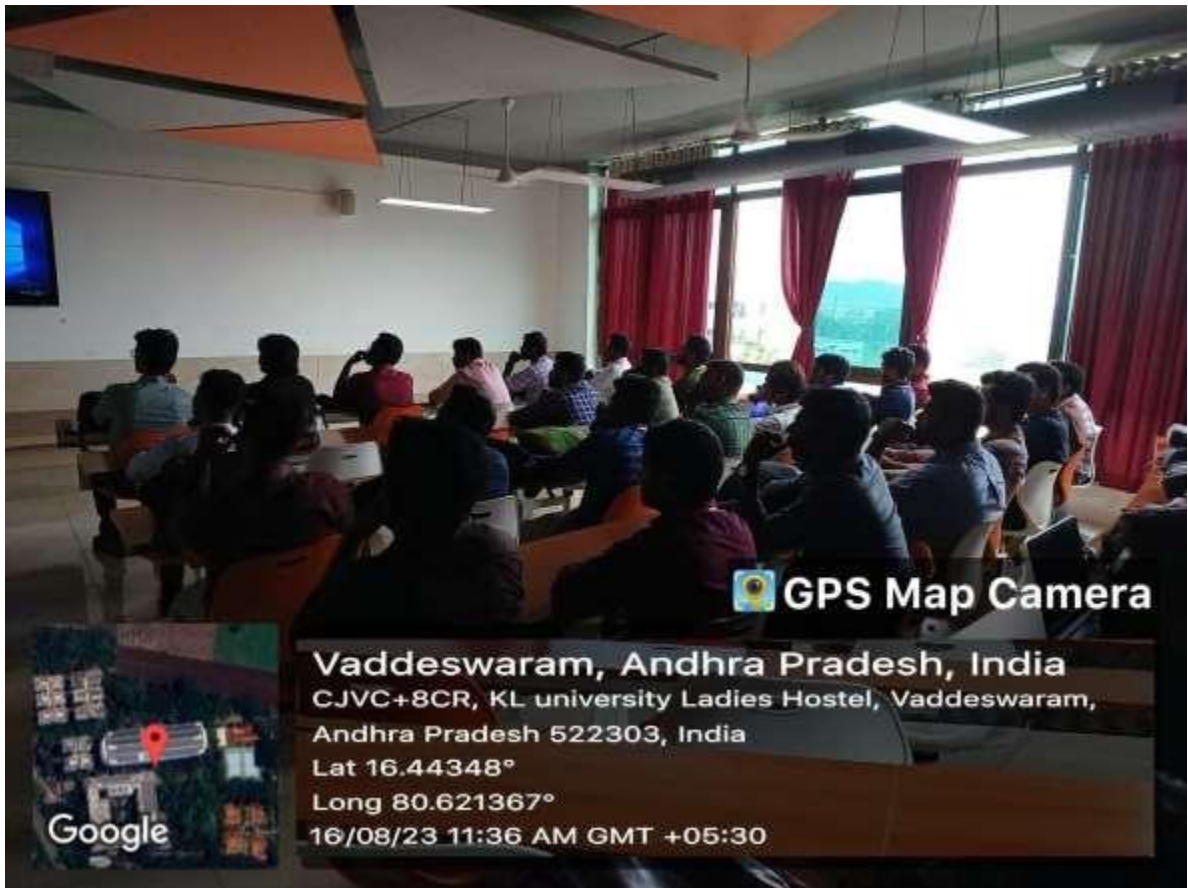 GPS Map Camera
Vaddeswaram, Andhra Pradesh, India
CJVC+8CR, KL university Ladies Hostel, Vaddeswaram,
Andhra Pradesh 522303, India
Lat 16.44348°
Long 80.621367°
16/08/23 11:36 AM GMT +05:30
Google